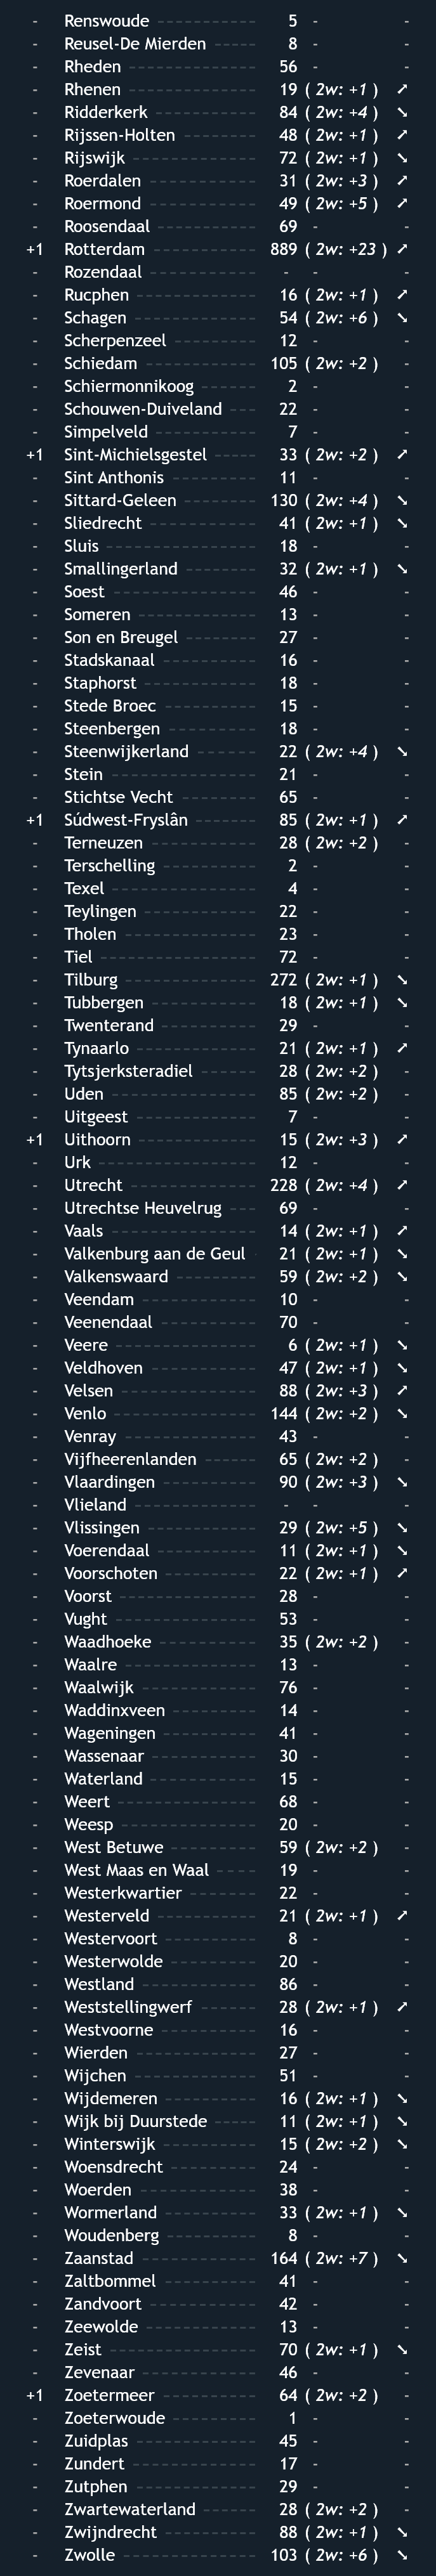 - Renswoude 5 - -
- Reusel-De Mierden 8 - -
- Rheden 56 - -
- Rhenen 19 ( 2w: +1 ) ↗
- Ridderkerk 84 ( 2w: +4 ) ↘
- Rijssen-Holten 48 ( 2w: +1 ) ↗
- Rijswijk 72 ( 2w: +1 ) ↘
- Roerdalen 31 ( 2w: +3 ) ↗
- Roermond 49 ( 2w: +5 ) ↗
- Roosendaal 69 - -
+1 Rotterdam 889 ( 2w: +23 ) ↗
- Rozendaal - - -
- Rucphen 16 ( 2w: +1 ) ↗
- Schagen 54 ( 2w: +6 ) ↘
- Scherpenzeel 12 - -
- Schiedam 105 ( 2w: +2 ) -
- Schiermonnikoog 2 - -
- Schouwen-Duiveland 22 - -
- Simpelveld 7 - -
+1 Sint-Michielsgestel 33 ( 2w: +2 ) ↗
- Sint Anthonis 11 - -
- Sittard-Geleen 130 ( 2w: +4 ) ↘
- Sliedrecht 41 ( 2w: +1 ) ↘
- Sluis 18 - -
- Smallingerland 32 ( 2w: +1 ) ↘
- Soest 46 - -
- Someren 13 - -
- Son en Breugel 27 - -
- Stadskanaal 16 - -
- Staphorst 18 - -
- Stede Broec 15 - -
- Steenbergen 18 - -
- Steenwijkerland 22 ( 2w: +4 ) ↘
- Stein 21 - -
- Stichtse Vecht 65 - -
+1 Súdwest-Fryslân 85 ( 2w: +1 ) ↗
- Terneuzen 28 ( 2w: +2 ) -
- Terschelling 2 - -
- Texel 4 - -
- Teylingen 22 - -
- Tholen 23 - -
- Tiel 72 - -
- Tilburg 272 ( 2w: +1 ) ↘
- Tubbergen 18 ( 2w: +1 ) ↘
- Twenterand 29 - -
- Tynaarlo 21 ( 2w: +1 ) ↗
- Tytsjerksteradiel 28 ( 2w: +2 ) -
- Uden 85 ( 2w: +2 ) -
- Uitgeest 7 - -
+1 Uithoorn 15 ( 2w: +3 ) ↗
- Urk 12 - -
- Utrecht 228 ( 2w: +4 ) ↗
- Utrechtse Heuvelrug 69 - -
- Vaals 14 ( 2w: +1 ) ↗
- Valkenburg aan de Geul 21 ( 2w: +1 ) ↘
- Valkenswaard 59 ( 2w: +2 ) ↘
- Veendam 10 - -
- Veenendaal 70 - -
- Veere 6 ( 2w: +1 ) ↘
- Veldhoven 47 ( 2w: +1 ) ↘
- Velsen 88 ( 2w: +3 ) ↗
- Venlo 144 ( 2w: +2 ) ↘
- Venray 43 - -
- Vijfheerenlanden 65 ( 2w: +2 ) -
- Vlaardingen 90 ( 2w: +3 ) ↘
- Vlieland - - -
- Vlissingen 29 ( 2w: +5 ) ↘
- Voerendaal 11 ( 2w: +1 ) ↘
- Voorschoten 22 ( 2w: +1 ) ↗
- Voorst 28 - -
- Vught 53 - -
- Waadhoeke 35 ( 2w: +2 ) -
- Waalre 13 - -
- Waalwijk 76 - -
- Waddinxveen 14 - -
- Wageningen 41 - -
- Wassenaar 30 - -
- Waterland 15 - -
- Weert 68 - -
- Weesp 20 - -
- West Betuwe 59 ( 2w: +2 ) -
- West Maas en Waal 19 - -
- Westerkwartier 22 - -
- Westerveld 21 ( 2w: +1 ) ↗
- Westervoort 8 - -
- Westerwolde 20 - -
- Westland 86 - -
- Weststellingwerf 28 ( 2w: +1 ) ↗
- Westvoorne 16 - -
- Wierden 27 - -
- Wijchen 51 - -
- Wijdemeren 16 ( 2w: +1 ) ↘
- Wijk bij Duurstede 11 ( 2w: +1 ) ↘
- Winterswijk 15 ( 2w: +2 ) ↘
- Woensdrecht 24 - -
- Woerden 38 - -
- Wormerland 33 ( 2w: +1 ) ↘
- Woudenberg 8 - -
- Zaanstad 164 ( 2w: +7 ) ↘
- Zaltbommel 41 - -
- Zandvoort 42 - -
- Zeewolde 13 - -
- Zeist 70 ( 2w: +1 ) ↘
- Zevenaar 46 - -
+1 Zoetermeer 64 ( 2w: +2 ) -
- Zoeterwoude 1 - -
- Zuidplas 45 - -
- Zundert 17 - -
- Zutphen 29 - -
- Zwartewaterland 28 ( 2w: +2 ) -
- Zwijndrecht 88 ( 2w: +1 ) ↘
- Zwolle 103 ( 2w: +6 ) ↘